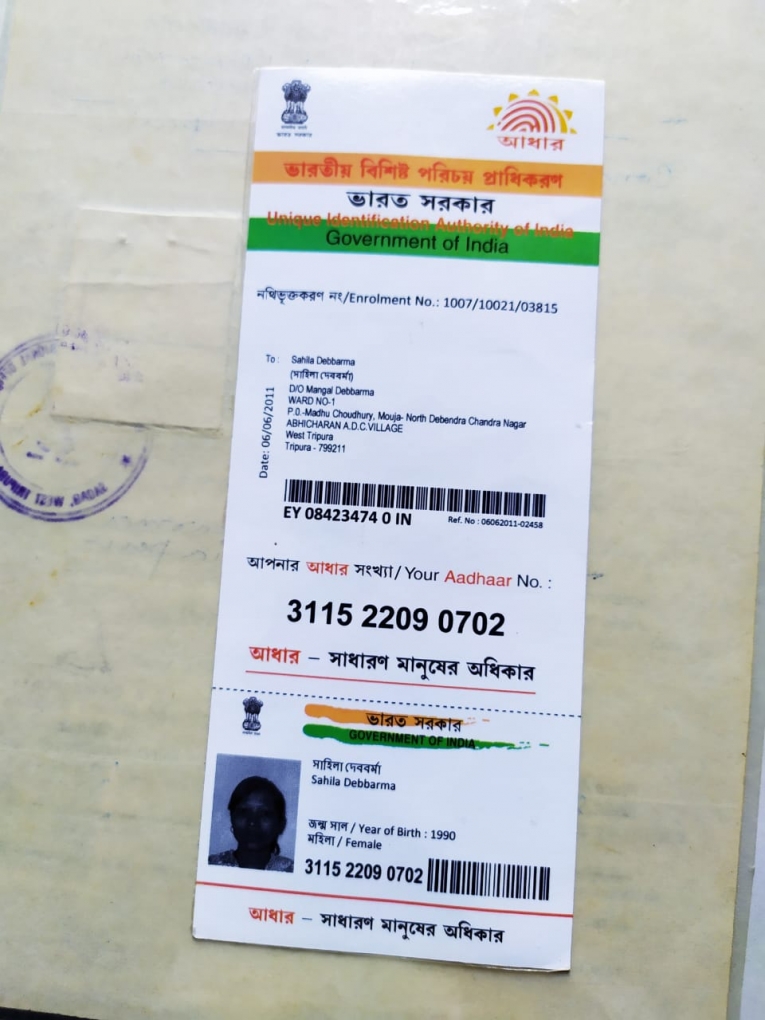 আধাৰ
ভাৰতীয় বিশিষ্ট পরিচয় প্রাধিকরণ
ভারত সরকার
Unique Identification Authority of India
Government of India
নথিভুক্তকরণ নং/Enrolment No.: 1007/10021/03815
To :
Sahila Debbarma
(সাহিলা দেববর্মা)
D/O Mangal Debbarma
WARD NO-1
P.0.-Madhu Choudhury, Mouja- North Debendra Chandra Nagar
ABHICHARAN A.D.C.VILLAGE
West Tripura
Tripura - 799211
Date: 06/06/2011
EY 08423474 0 IN
Ref. No : 06062011-02458
আপনার আধার সংখ্যা/ Your Aadhaar No. :
3115 2209 0702
আধার – সাধারণ মানুষের অধিকার
ভারত সরকার
GOVERNMENT OF INDIA
সাহিলা দেববর্মা
Sahila Debbarma
জন্ম সাল / Year of Birth : 1990
মহিলা / Female
3115 2209 0702
আধার – সাধারণ মানুষের অধিকার